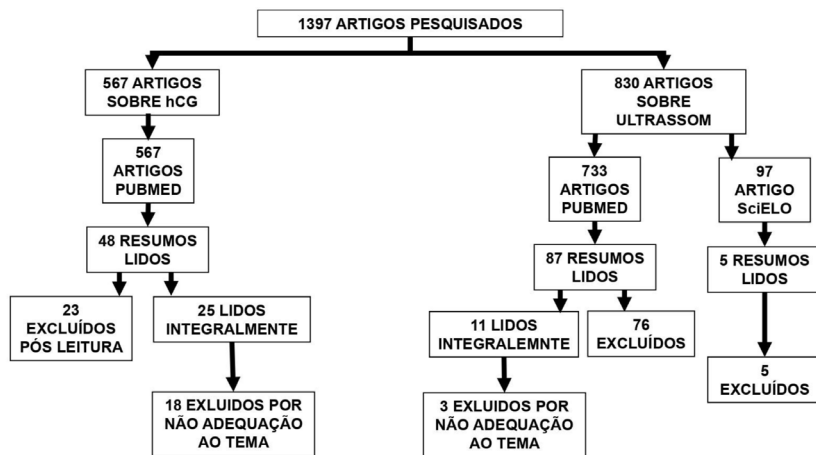 1397 ARTIGOS PESQUISADOS
567 ARTIGOS
SOBRE hCG
830 ARTIGOS
SOBRE
ULTRASSOM
567
ARTIGOS
PUBMED
733
ARTIGOS
PUBMED
97
ARTIGO
SciELO
48 RESUMOS
LIDOS
87 RESUMOS
LIDOS
5 RESUMOS
LIDOS
23
EXCLUÍDOS
PÓS LEITURA
25 LIDOS
INTEGRALMENTE
11 LIDOS
INTEGRALEMNTE
76
EXCLUÍDOS
5
EXCLUÍDOS
18 EXLUIDOS POR
NÃO ADEQUAÇÃO
AO TEMA
3 EXLUIDOS POR
NÃO ADEQUAÇÃO
AO TEMA